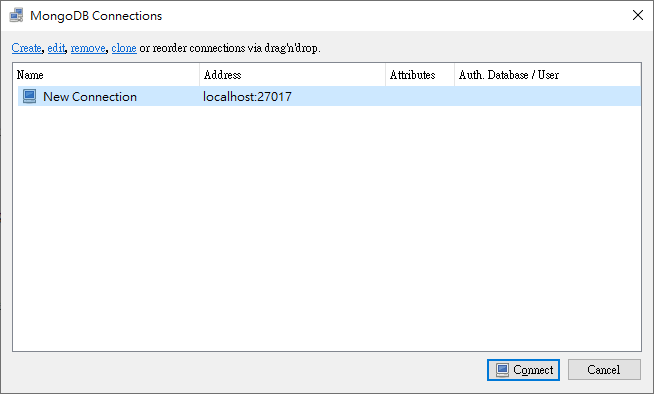 MongoDB Connections
Create, edit, remove, clone or reorder connections via drag'n'drop.
Name Address Attributes Auth. Database / User
New Connection localhost:27017
Connect Cancel